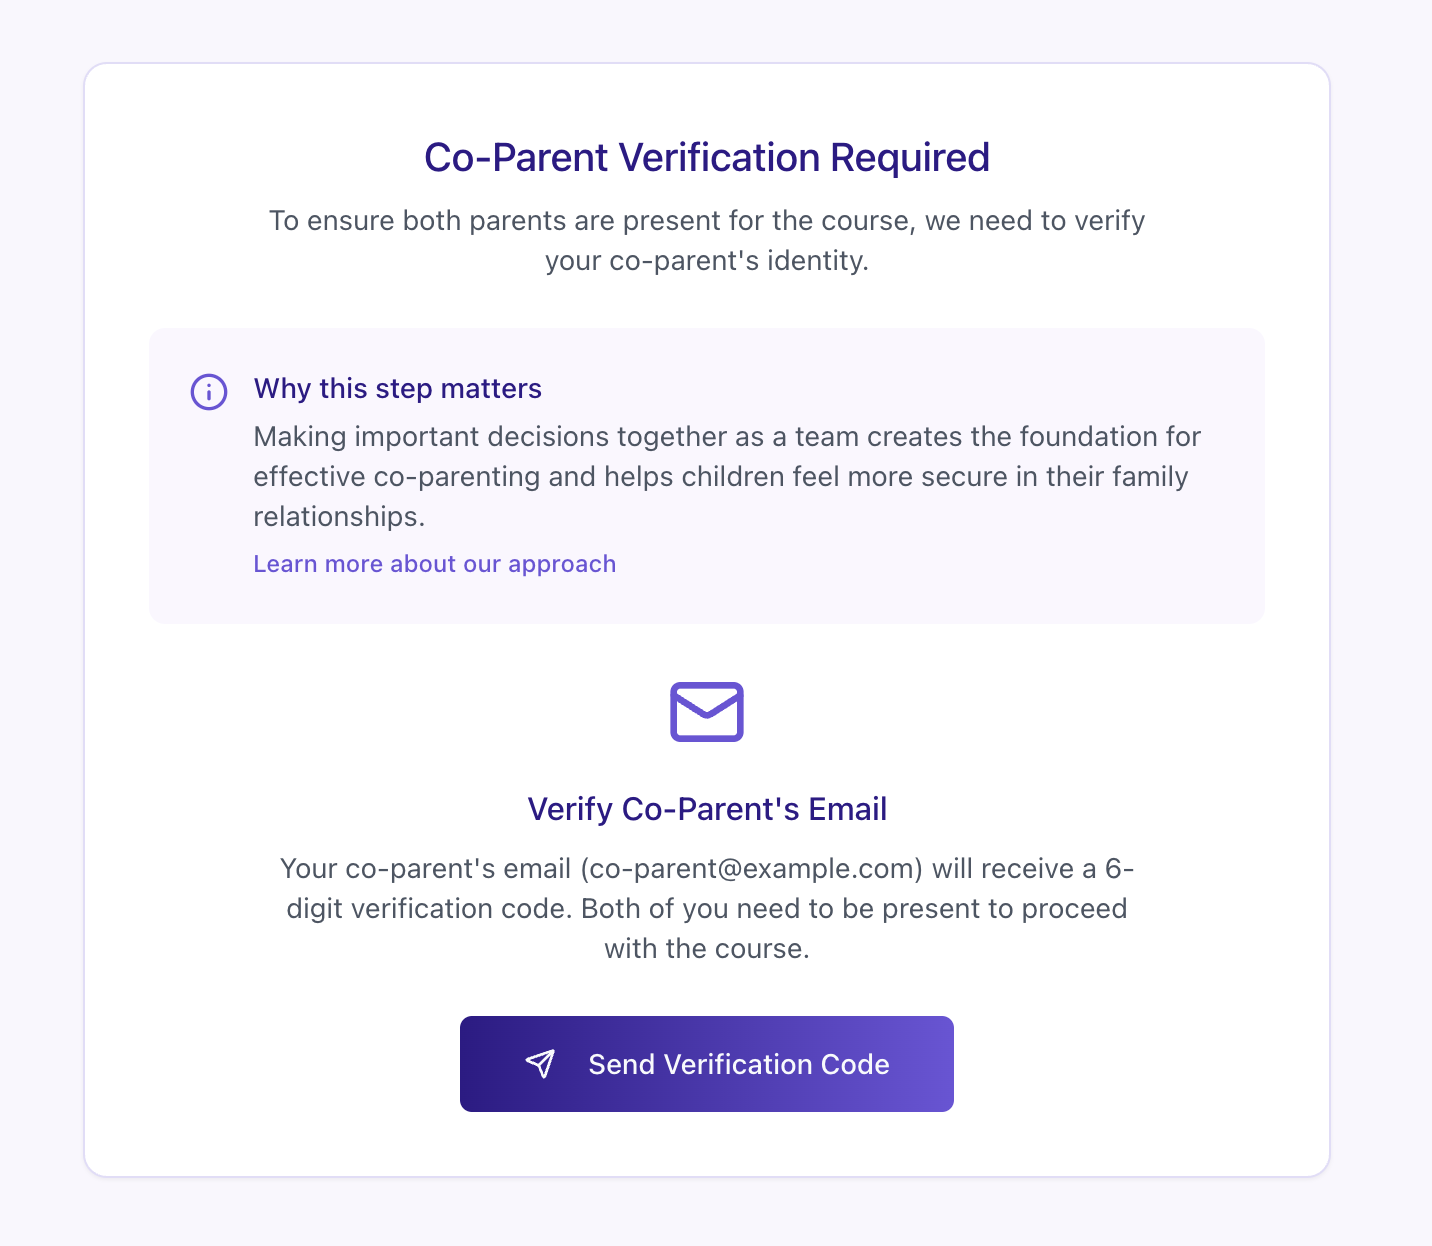 Co-Parent Verification Required
To ensure both parents are present for the course, we need to verify
your co-parent's identity.
Why this step matters
Making important decisions together as a team creates the foundation for
effective co-parenting and helps children feel more secure in their family
relationships.
Learn more about our approach
Verify Co-Parent's Email
Your co-parent's email (co-parent@example.com) will receive a 6-
digit verification code. Both of you need to be present to proceed
with the course.
Send Verification Code